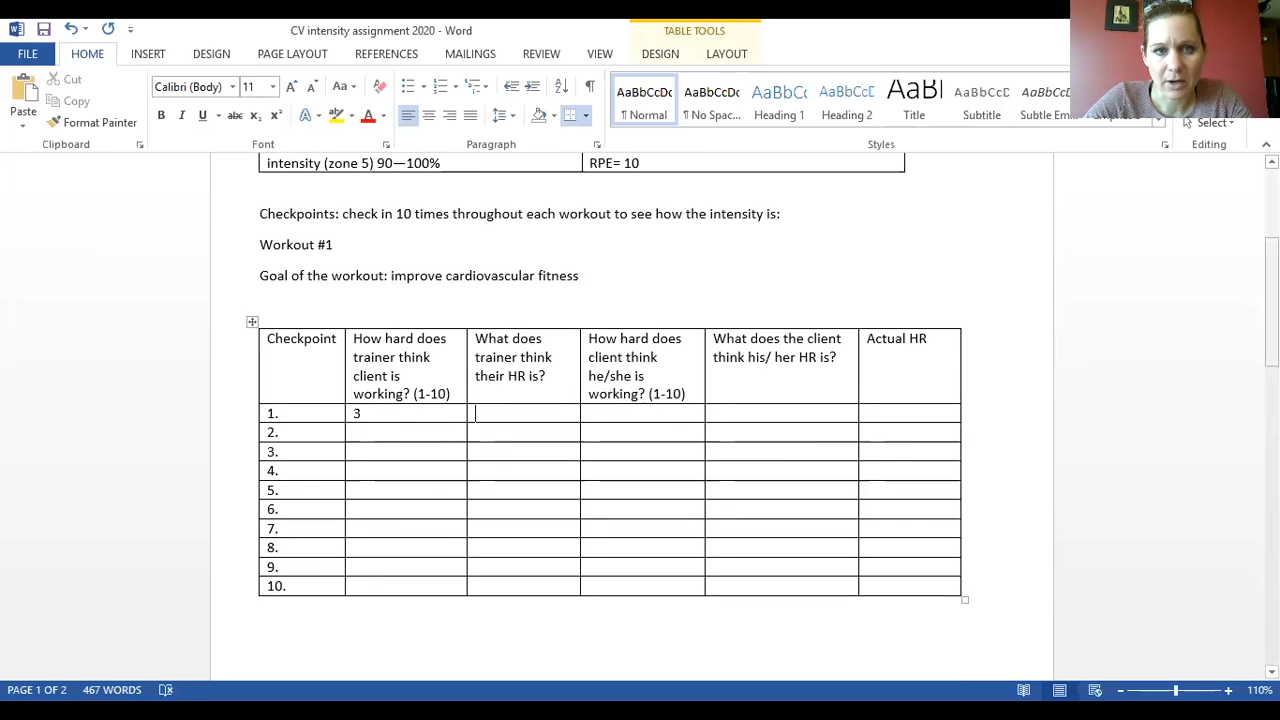 CV intensity assignment 2020 - Word
TABLE TOOLS
FILE HOME INSERT DESIGN PAGE LAYOUT REFERENCES MAILINGS REVIEW VIEW DESIGN LAYOUT
Cut
Copy
Format Painter
Paste
Clipboard
Calibri (Body) 11
Font
Paragraph
AaBbCcDc AaBbCcDc AaBbCc AaBbCcD AaBl AaBbCcD AaBbCcDc
¶ Normal ¶ No Spac... Heading 1 Heading 2 Title Subtitle Subtle Em
Styles
Select
Editing
intensity (zone 5) 90—100% RPE= 10
Checkpoints: check in 10 times throughout each workout to see how the intensity is:
Workout #1
Goal of the workout: improve cardiovascular fitness
Checkpoint How hard does What does How hard does What does the client Actual HR
trainer think trainer think client think think his/ her HR is?
client is their HR is? he/she is
working? (1-10) working? (1-10)
1. 3
2.
3.
4.
5.
6.
7.
8.
9.
10.
PAGE 1 OF 2 467 WORDS 110%